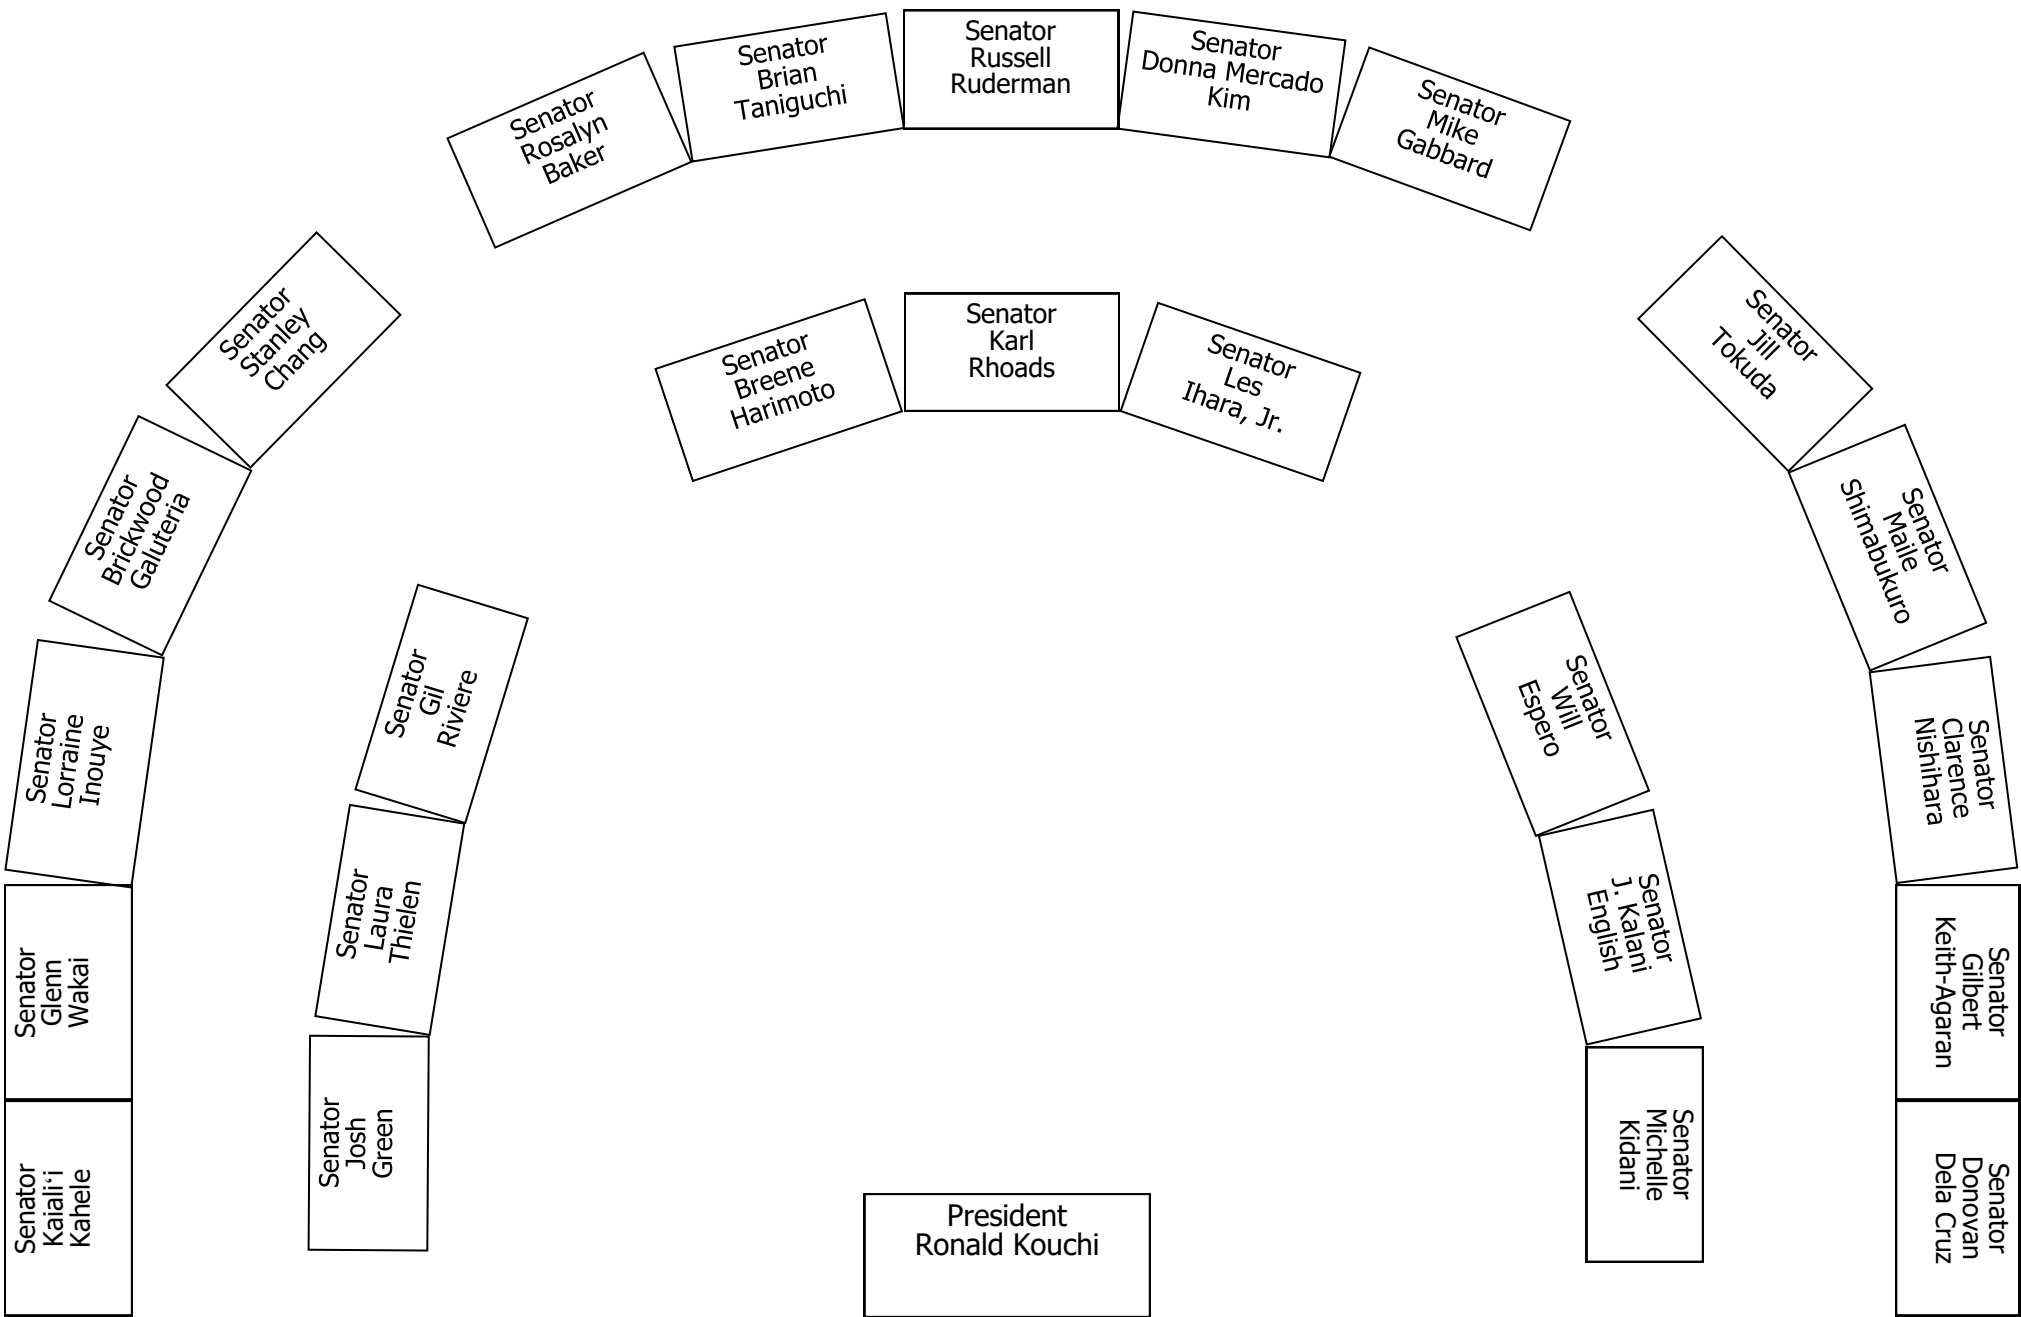 Senator
Russell
Ruderman
Senator
Brian
Taniguchi
Senator
Donna Mercado
Kim
Senator
Rosalyn
Baker
Senator
Mike
Gabbard
Senator
Stanley
Chang
Senator
Breene
Harimoto
Senator
Karl
Rhoads
Senator
Les
Ihara, Jr.
Senator
Jill
Tokuda
Senator
Brickwood
Galuteria
Senator
Maile
Shimabukuro
Senator
Gil
Riviere
Senator
Will
Espero
Senator
Lorraine
Inouye
Senator
Clarence
Nishihara
Senator
Laura
Thielen
Senator
J. Kalani
English
Senator
Glenn
Wakai
Senator
Gilbert
Keith-Agaran
Senator
Josh
Green
Senator
Michelle
Kidani
Senator
Kaialiʻi
Kahele
Senator
Donovan
Dela Cruz
President
Ronald Kouchi